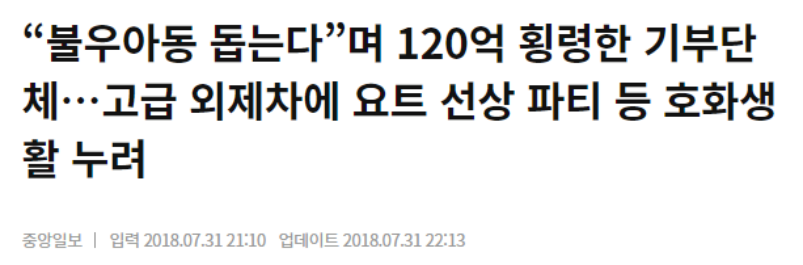 “불우아동 돕는다”며 120억 횡령한 기부단
체…고급 외제차에 요트 선상 파티 등 호화생
활 누려
중앙일보 | 입력 2018.07.31 21:10 업데이트 2018.07.31 22:13